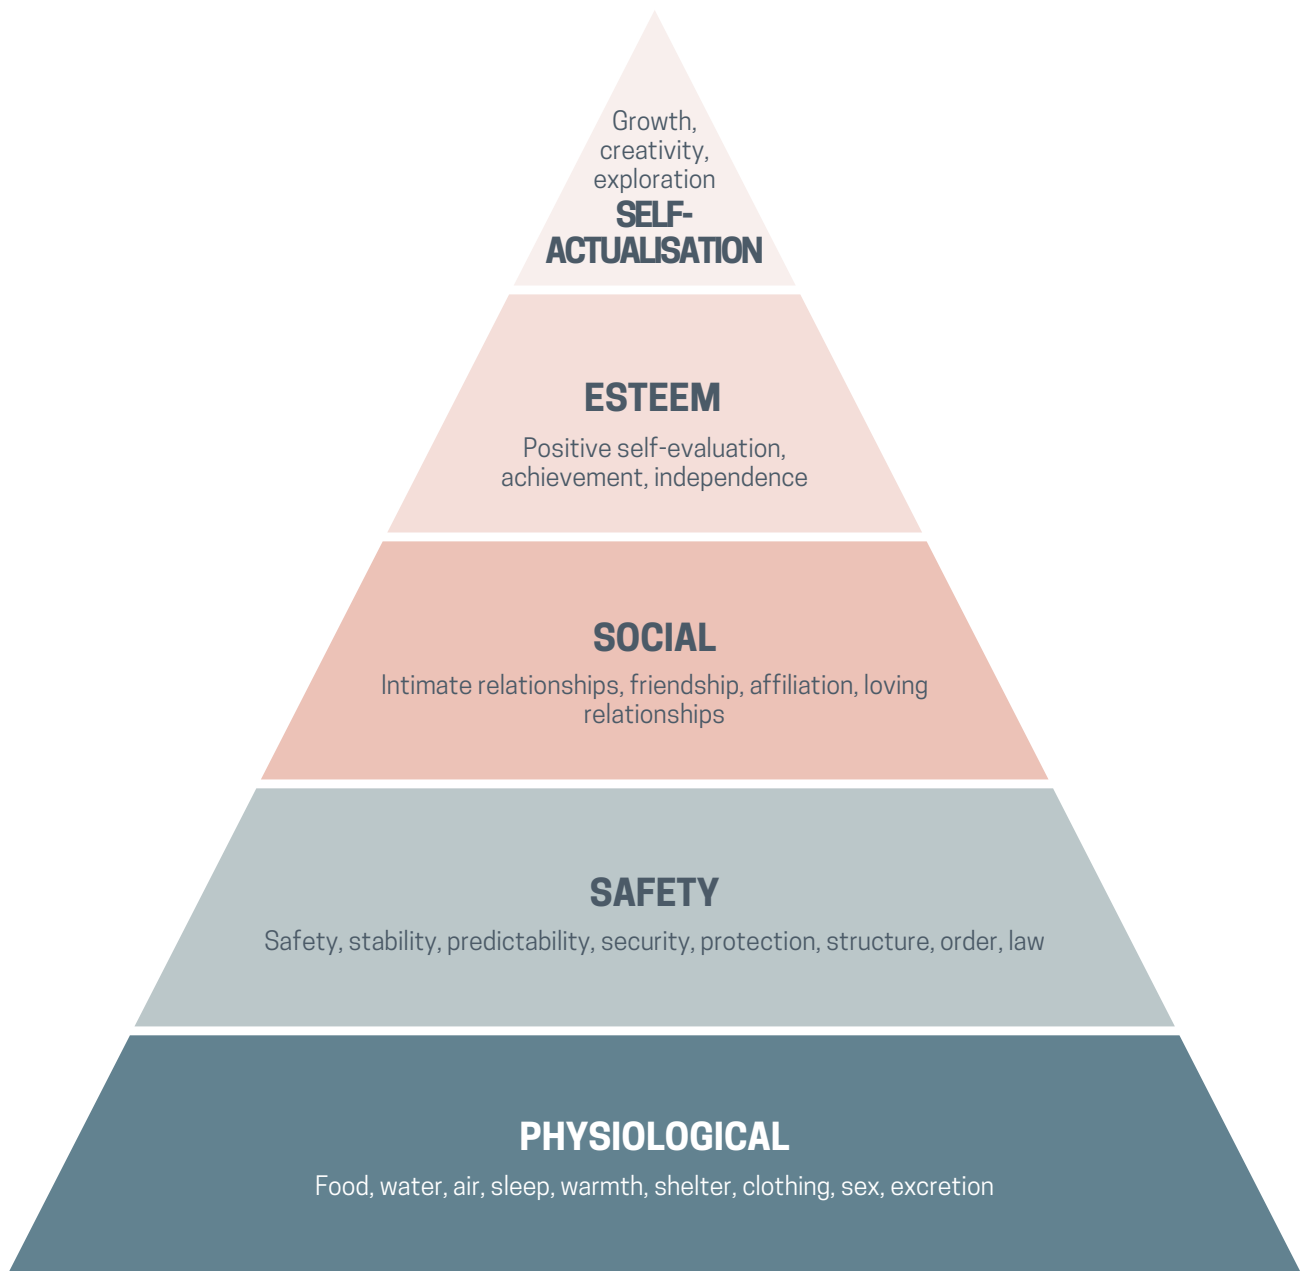 Growth,
creativity,
exploration
SELF-
ACTUALISATION
ESTEEM
Positive self-evaluation,
achievement, independence
SOCIAL
Intimate relationships, friendship, affiliation, loving
relationships
SAFETY
Safety, stability, predictability, security, protection, structure, order, law
PHYSIOLOGICAL
Food, water, air, sleep, warmth, shelter, clothing, sex, excretion